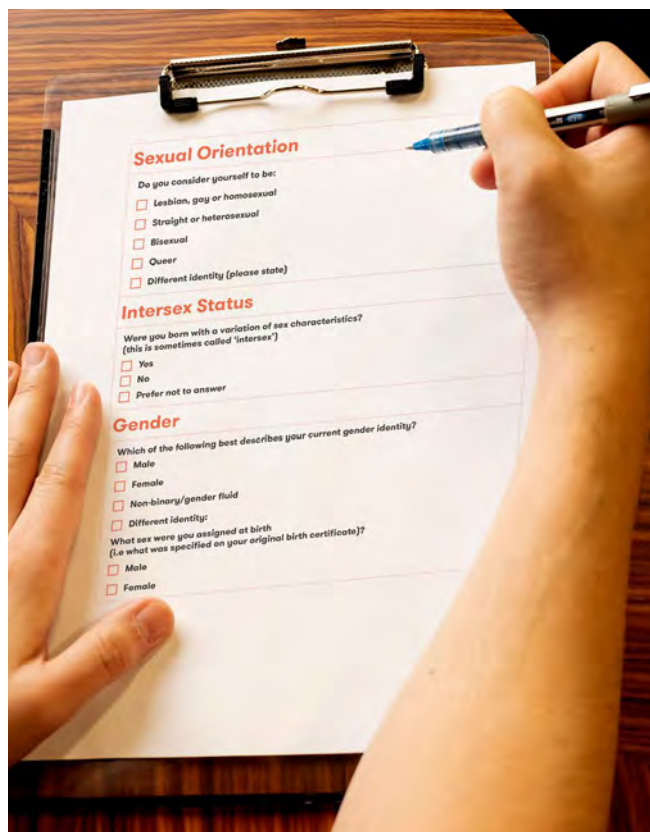 Sexual Orientation
Do you consider yourself to be:
Lesbian, gay or homosexual
Straight or heterosexual
Bisexual
Queer
Different identity (please state)
Intersex Status
Were you born with a variation of sex characteristics?
(this is sometimes called 'intersex')
Yes
No
Prefer not to answer
Gender
Which of the following best describes your current gender identity?
Male
Female
Non-binary/gender fluid
Different identity:
What sex were you assigned at birth
(i.e what was specified on your original birth certificate)?
Male
Female